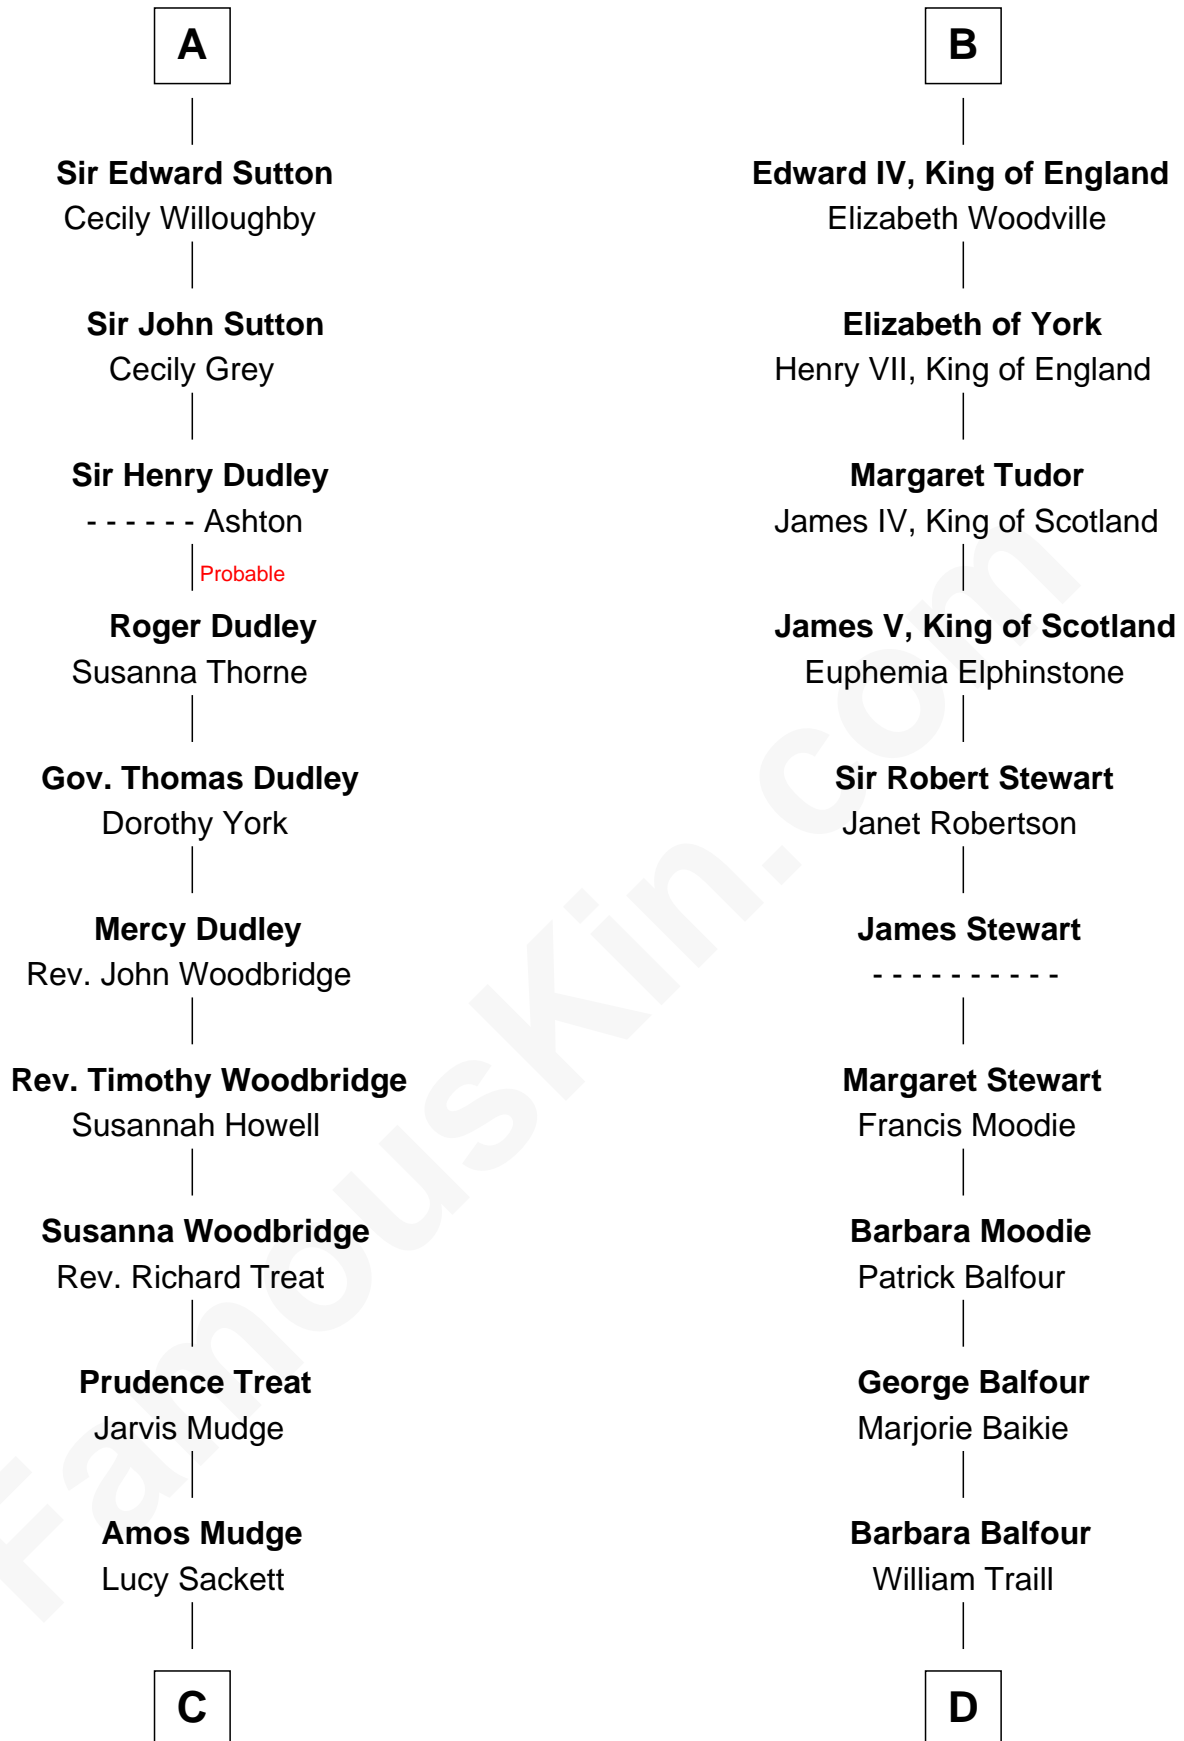 A
Sir Edward Sutton
Cecily Willoughby
Sir John Sutton
Cecily Grey
Sir Henry Dudley
- - - - - - Ashton
Probable
Roger Dudley
Susanna Thorne
Gov. Thomas Dudley
Dorothy York
Mercy Dudley
Rev. John Woodbridge
Rev. Timothy Woodbridge
Susannah Howell
Susanna Woodbridge
Rev. Richard Treat
Prudence Treat
Jarvis Mudge
Amos Mudge
Lucy Sackett
C
B
Edward IV, King of England
Elizabeth Woodville
Elizabeth of York
Henry VII, King of England
Margaret Tudor
James IV, King of Scotland
James V, King of Scotland
Euphemia Elphinstone
Sir Robert Stewart
Janet Robertson
James Stewart
- - - - - - - - - -
Margaret Stewart
Francis Moodie
Barbara Moodie
Patrick Balfour
George Balfour
Marjorie Baikie
Barbara Balfour
William Traill
D
FamousKin.com